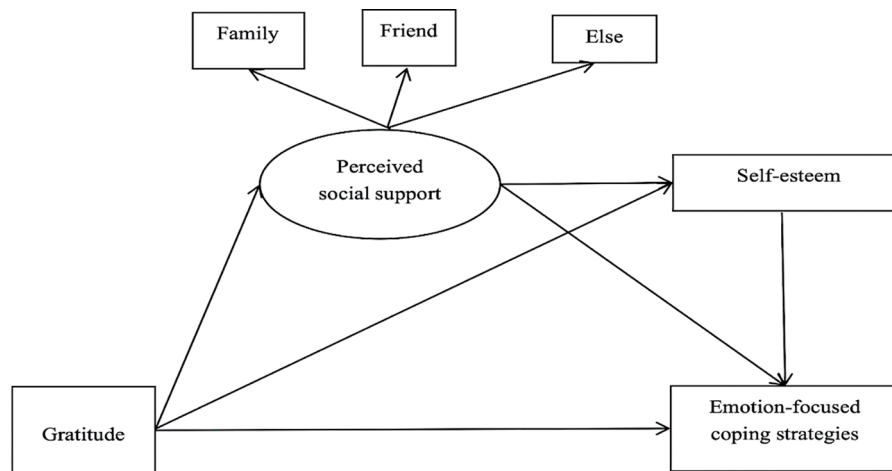 Family
Friend
Else
Perceived
social support
Self-esteem
Gratitude
Emotion-focused
coping strategies